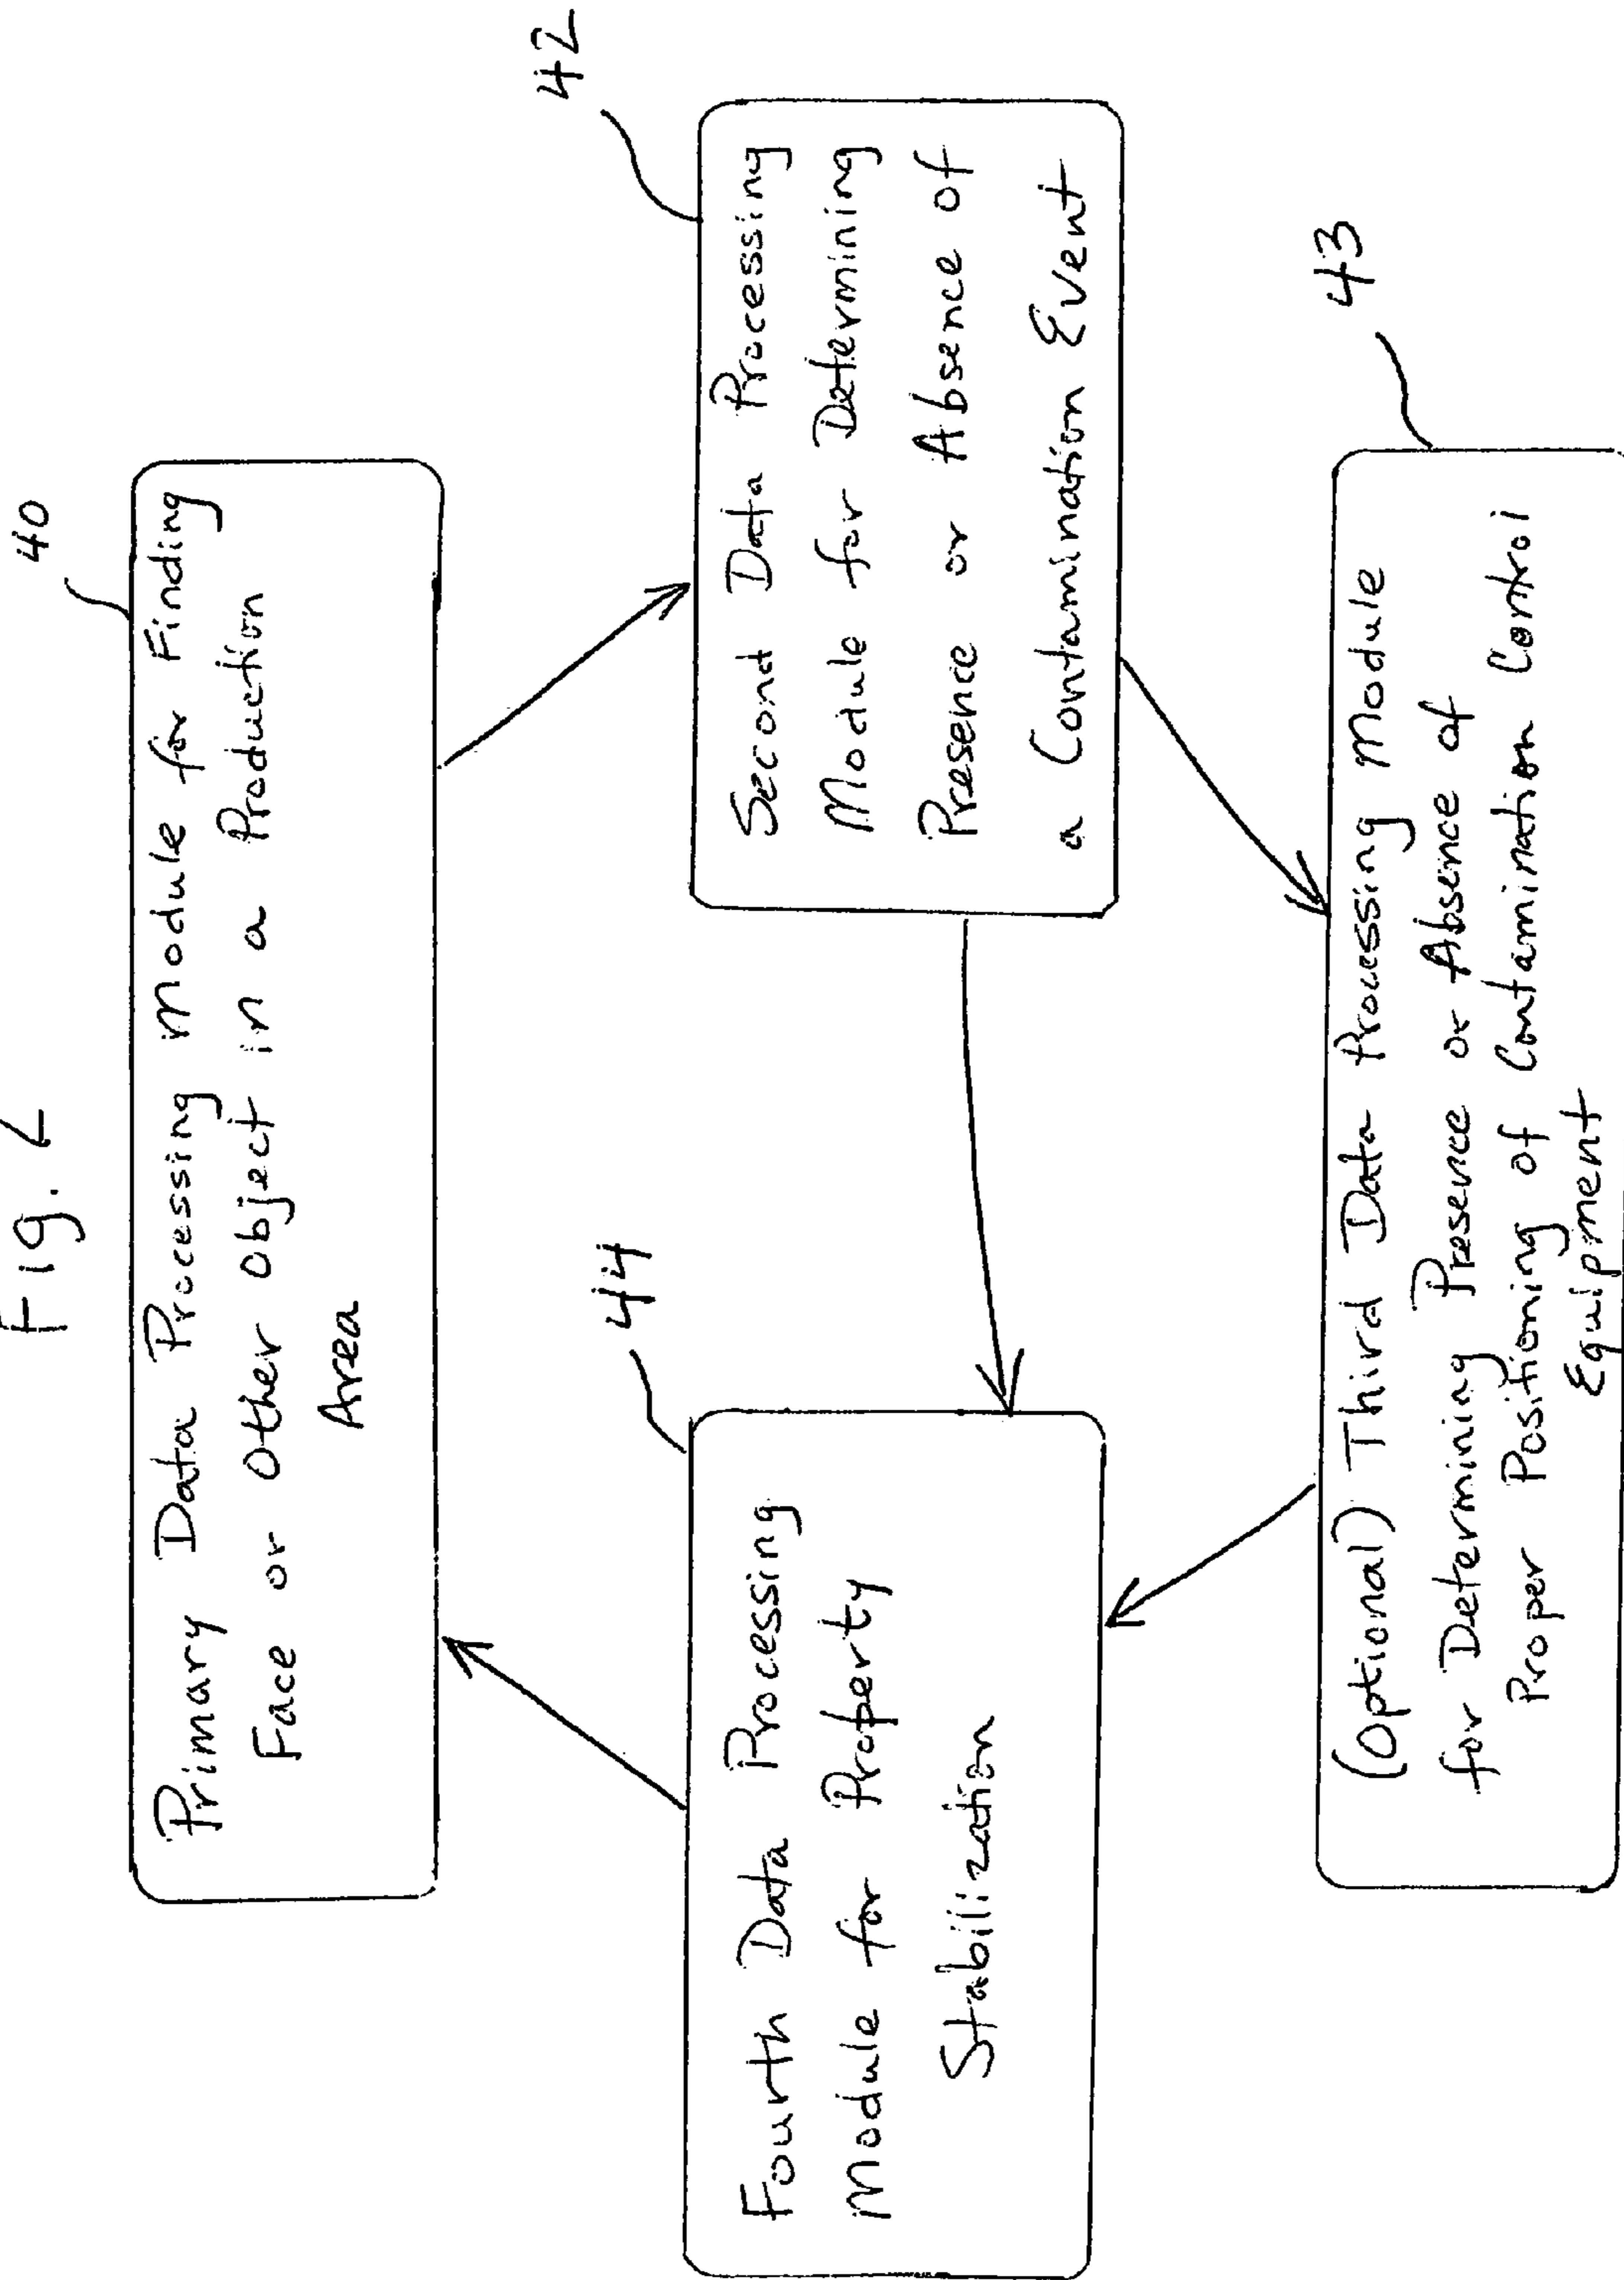 Fig. 2
40
Primary Data Processing Module for Finding
Face or Other Object in a Production
Area
42
Second Data Processing
Module for Determining
Presence or Absence of
a Contamination Event
44
Fourth Data Processing
Module for Property
Stabilization
43
(Optional) Third Data Processing Module
for Determining Presence or Absence of
Proper Positioning of Contamination Control
Equipment